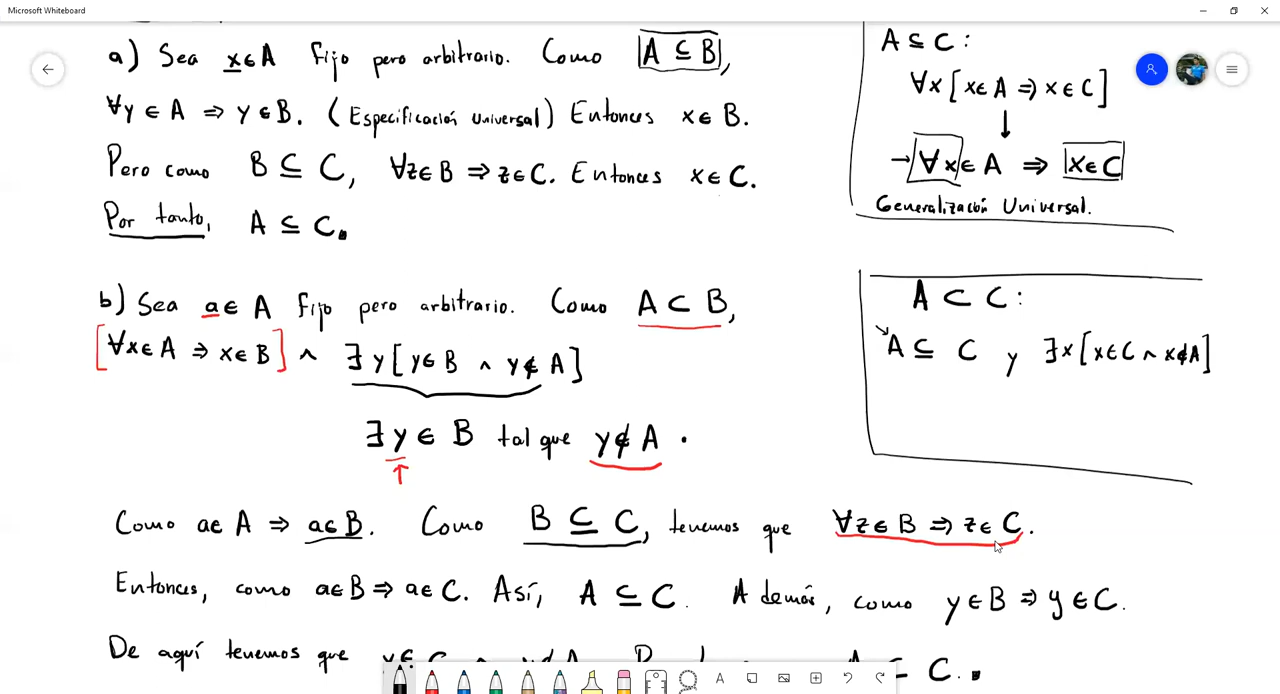 Microsoft Whiteboard
a) Sea x∈A Fijo pero arbitrario. Como A ⊆ B,
∀y ∈ A ⇒ y ∈ B. (Especificación Universal) Entonces x ∈ B.
Pero como B ⊆ C, ∀z∈B ⇒ z∈C. Entonces x∈C.
Por tanto, A ⊆ C.
A ⊆ C:
∀x[x∈A ⇒ x∈C]
↓
→ ∀x∈A ⇒ x∈C
Generalización Universal.
b) Sea a∈A Fijo pero arbitrario. Como A ⊂ B,
[∀x∈A ⇒ x∈B] ∧ ∃y[y∈B ∧ y∉A]
∃y ∈ B tal que y∉A.
A ⊂ C:
A ⊆ C y ∃x[x∈C ∧ x∉A]
Como a∈A ⇒ a∈B. Como B ⊆ C, tenemos que ∀z∈B ⇒ z∈C.
Entonces, como a∈B ⇒ a∈C. Así, A ⊆ C. Además, como y∈B ⇒ y∈C.
De aquí tenemos que